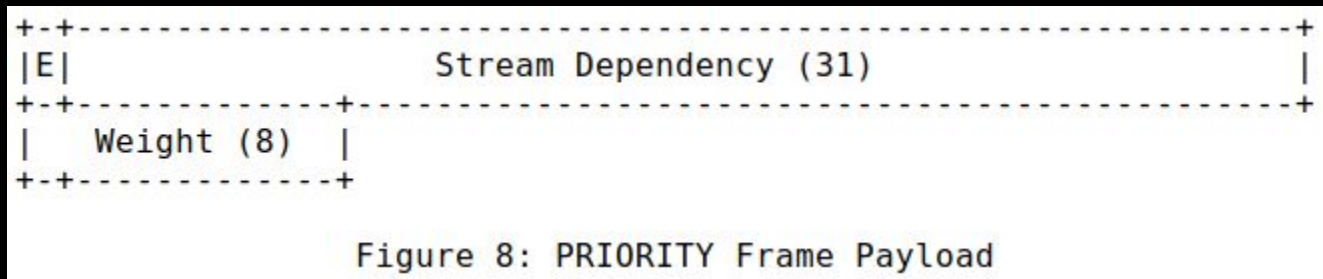 +-+-------------------------------------------------------------+
|E|                  Stream Dependency (31)                     |
+-+-------------+-----------------------------------------------+
|   Weight (8)  |
+-+-------------+
Figure 8: PRIORITY Frame Payload